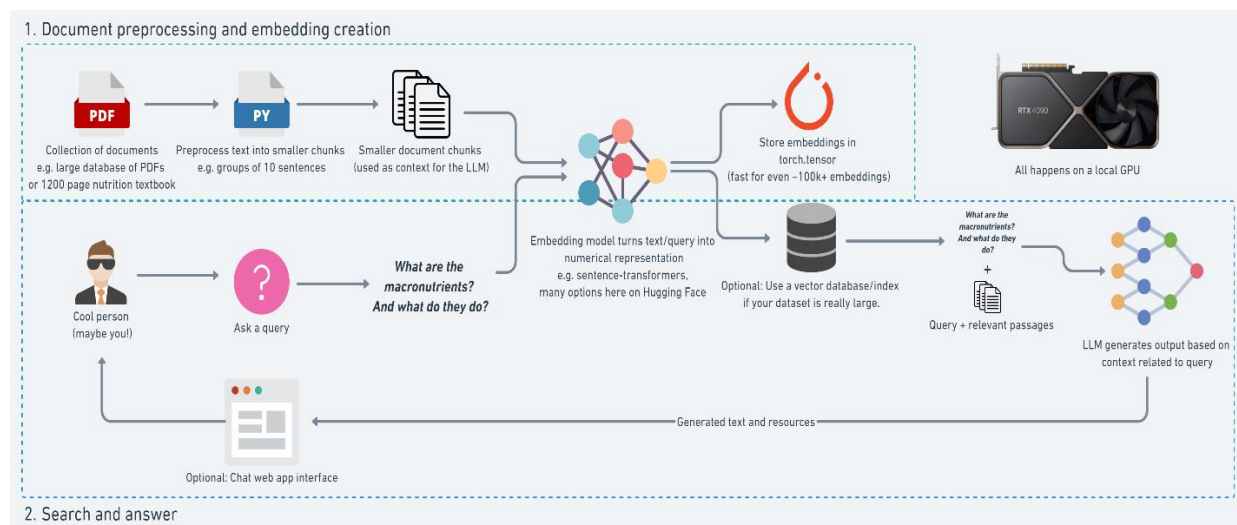 1. Document preprocessing and embedding creation
PDF
PY
Collection of documents
e.g. large database of PDFs
or 1200 page nutrition textbook
Preprocess text into smaller chunks
e.g. groups of 10 sentences
Smaller document chunks
(used as context for the LLM)
Store embeddings in
torch.tensor
(fast for even ~100k+ embeddings)
RTX 4090
All happens on a local GPU
Cool person
(maybe you!)
?
Ask a query
What are the
macronutrients?
And what do they do?
Embedding model turns text/query into
numerical representation
e.g. sentence-transformers,
many options here on Hugging Face
Optional: Use a vector database/index
if your dataset is really large.
What are the
macronutrients?
And what do they
do?
+
Query + relevant passages
LLM generates output based on
context related to query
Generated text and resources
Optional: Chat web app interface
2. Search and answer